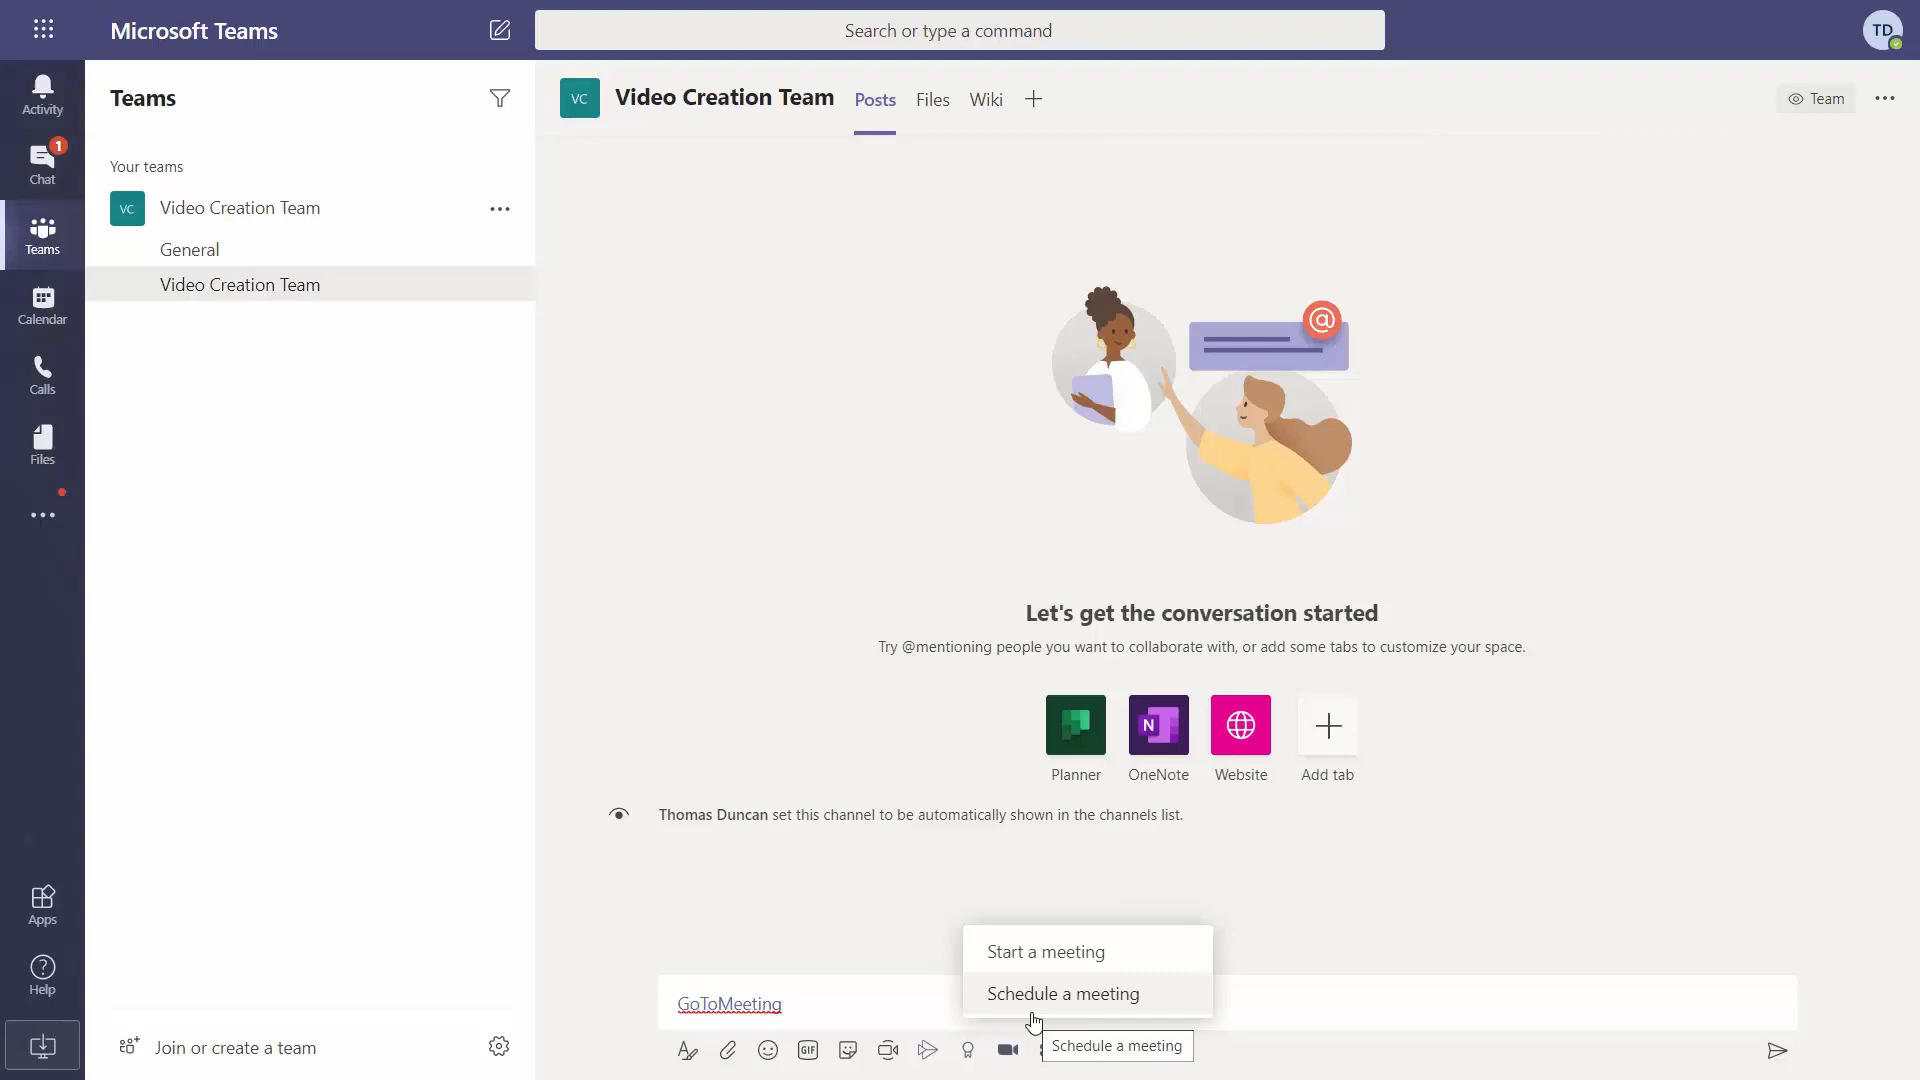 Microsoft Teams
Search or type a command
TD
Activity
1
Chat
Teams
Calendar
Calls
Files
Apps
Help
Teams
Your teams
VC
Video Creation Team
General
Video Creation Team
Join or create a team
VC
Video Creation Team
Posts
Files
Wiki
Team
@
Let's get the conversation started
Try @mentioning people you want to collaborate with, or add some tabs to customize your space.
N
Planner
OneNote
Website
Add tab
Thomas Duncan set this channel to be automatically shown in the channels list.
Start a meeting
Schedule a meeting
GoToMeeting
GIF
Schedule a meeting